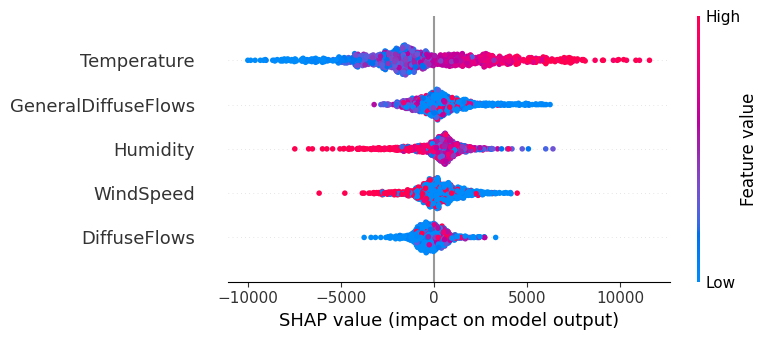 High
Temperature
GeneralDiffuseFlows
Humidity
WindSpeed
DiffuseFlows
Feature value
Low
−10000 −5000 0 5000 10000
SHAP value (impact on model output)